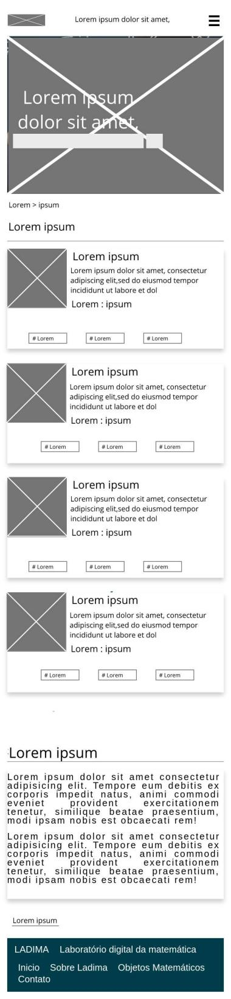 Lorem ipsum dolor sit amet,
Lorem ipsum
dolor sit amet,
Lorem > ipsum
Lorem ipsum
Lorem ipsum
Lorem ipsum dolor sit amet, consectetur
adipiscing elit,sed do eiusmod tempor
incididunt ut labore et dol
Lorem : ipsum
# Lorem # Lorem # Lorem
Lorem ipsum
Lorem ipsum dolor sit amet, consectetur
adipiscing elit,sed do eiusmod tempor
incididunt ut labore et dol
Lorem : ipsum
# Lorem # Lorem # Lorem
Lorem ipsum
Lorem ipsum dolor sit amet, consectetur
adipiscing elit,sed do eiusmod tempor
incididunt ut labore et dol
Lorem : ipsum
# Lorem # Lorem # Lorem
Lorem ipsum
Lorem ipsum dolor sit amet, consectetur
adipiscing elit,sed do eiusmod tempor
incididunt ut labore et dol
Lorem : ipsum
# Lorem # Lorem # Lorem
Lorem ipsum
Lorem ipsum dolor sit amet consectetur
adipisicing elit. Tempore eum debitis ex
corporis impedit natus, animi commodi
eveniet provident exercitationem
tenetur, similique beatae praesentium,
modi ipsam nobis est obcaecati rem!
Lorem ipsum dolor sit amet consectetur
adipisicing elit. Tempore eum debitis ex
corporis impedit natus, animi commodi
eveniet provident exercitationem
tenetur, similique beatae praesentium,
modi ipsam nobis est obcaecati rem!
Lorem ipsum
LADIMA Laboratório digital da matemática
Inicio Sobre Ladima Objetos Matemáticos
Contato